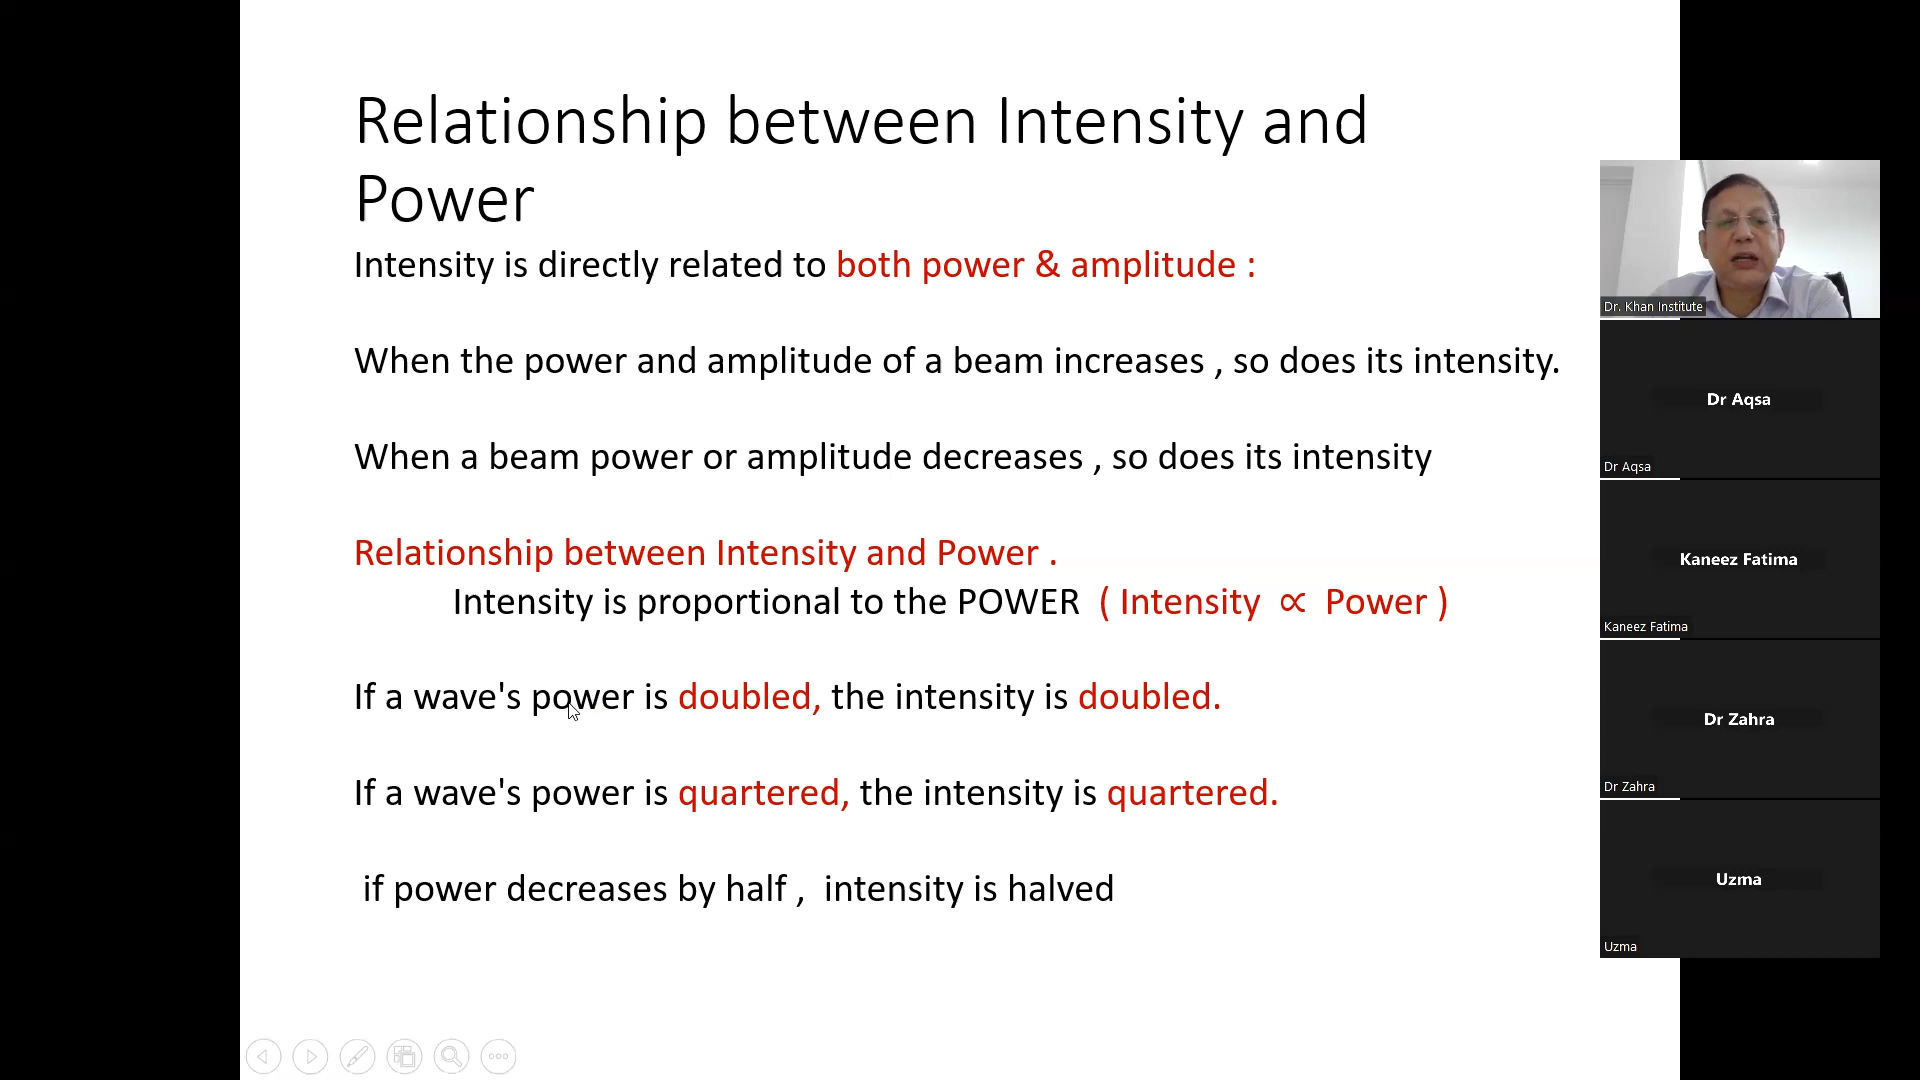 Relationship between Intensity and
Power
Intensity is directly related to both power & amplitude :
When the power and amplitude of a beam increases , so does its intensity.
When a beam power or amplitude decreases , so does its intensity
Relationship between Intensity and Power .
Intensity is proportional to the POWER ( Intensity ∝ Power )
If a wave's power is doubled, the intensity is doubled.
If a wave's power is quartered, the intensity is quartered.
if power decreases by half , intensity is halved
Dr. Khan Institute
Dr Aqsa
Dr Aqsa
Kaneez Fatima
Kaneez Fatima
Dr Zahra
Dr Zahra
Uzma
Uzma